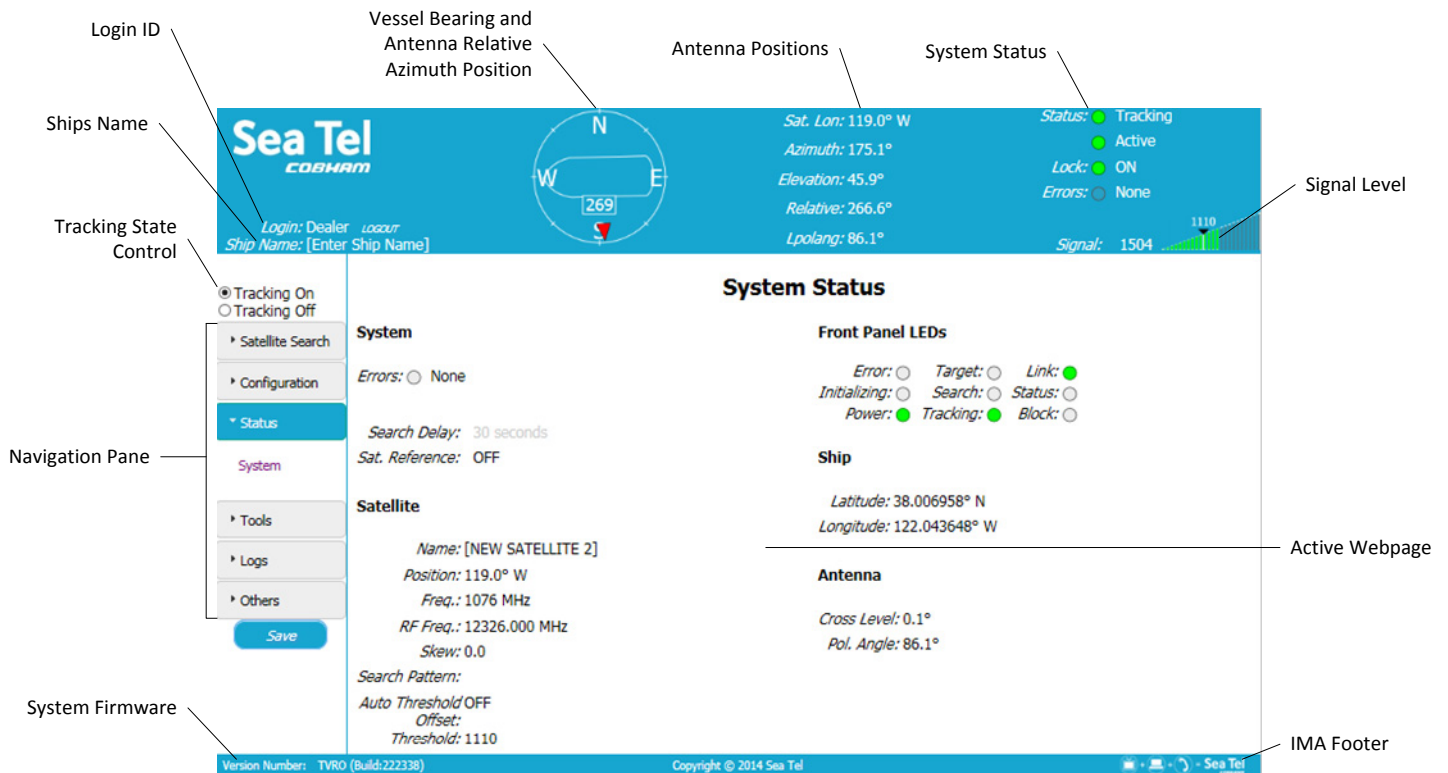 Login ID
Vessel Bearing and
Antenna Relative
Azimuth Position
Antenna Positions
System Status
Ships Name
Tracking State
Control
Navigation Pane
System Firmware
Signal Level
Active Webpage
IMA Footer
Sea Tel
COBHAM
Login: Dealer LOGOUT
Ship Name: [Enter Ship Name]
N
W E
269
S
Sat. Lon: 119.0° W
Azimuth: 175.1°
Elevation: 45.9°
Relative: 266.6°
Lpolang: 86.1°
Status: Tracking
Active
Lock: ON
Errors: None
1110
Signal: 1504
Tracking On
Tracking Off
Satellite Search
Configuration
Status
System
Tools
Logs
Others
Save
System Status
System
Errors: None
Search Delay: 30 seconds
Sat. Reference: OFF
Satellite
Name: [NEW SATELLITE 2]
Position: 119.0° W
Freq.: 1076 MHz
RF Freq.: 12326.000 MHz
Skew: 0.0
Search Pattern:
Auto Threshold OFF
Offset:
Threshold: 1110
Front Panel LEDs
Error: Target: Link:
Initializing: Search: Status:
Power: Tracking: Block:
Ship
Latitude: 38.006958° N
Longitude: 122.043648° W
Antenna
Cross Level: 0.1°
Pol. Angle: 86.1°
Version Number: TVRO (Build:222338)
Copyright © 2014 Sea Tel
+ + - Sea Tel